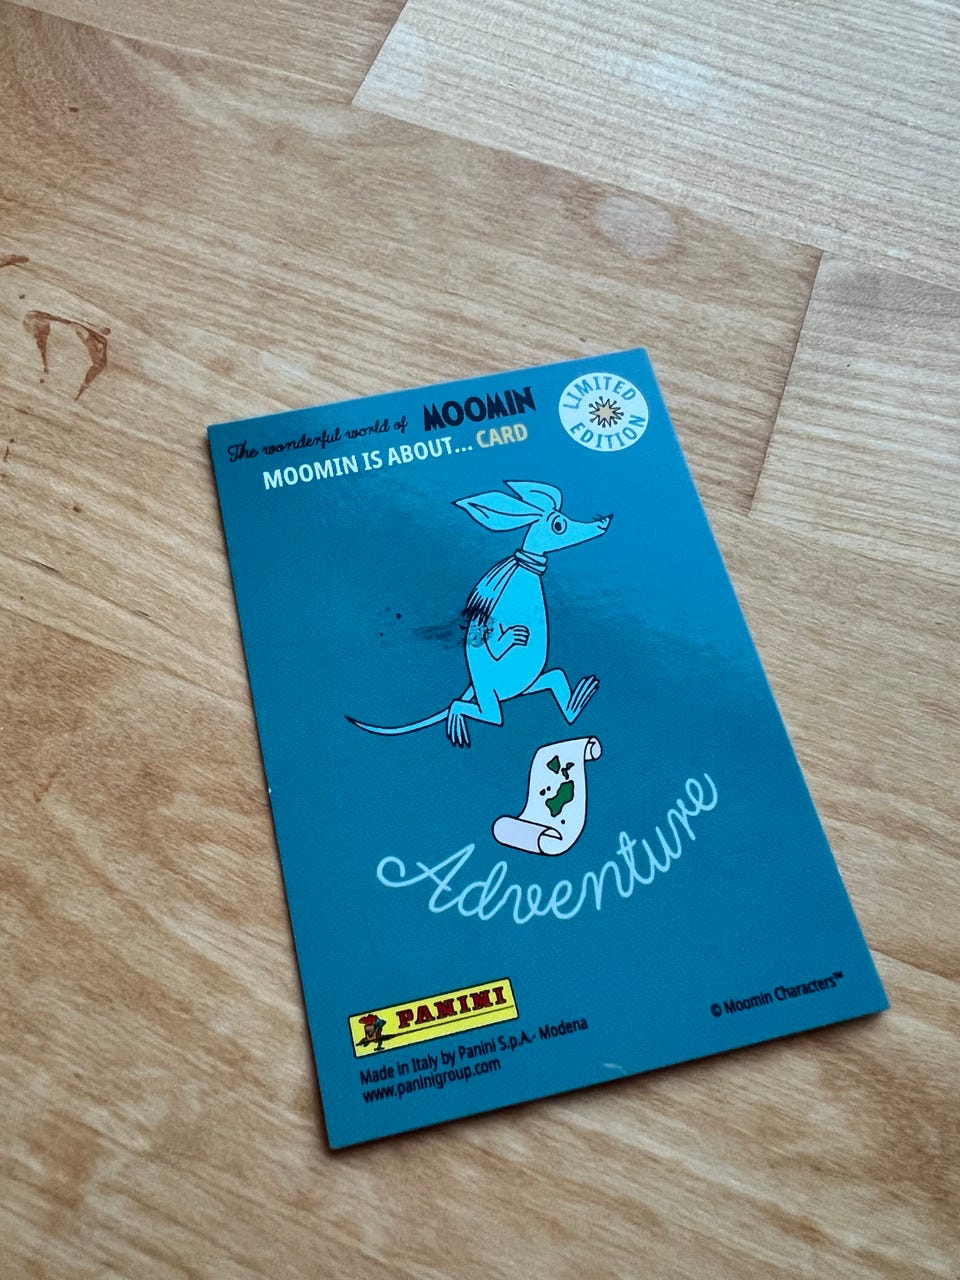 The wonderful world of MOOMIN
MOOMIN IS ABOUT... CARD
LIMITED
EDITION
Adventure
PANINI
Made in Italy by Panini S.p.A.- Modena
www.paninigroup.com
© Moomin Characters™